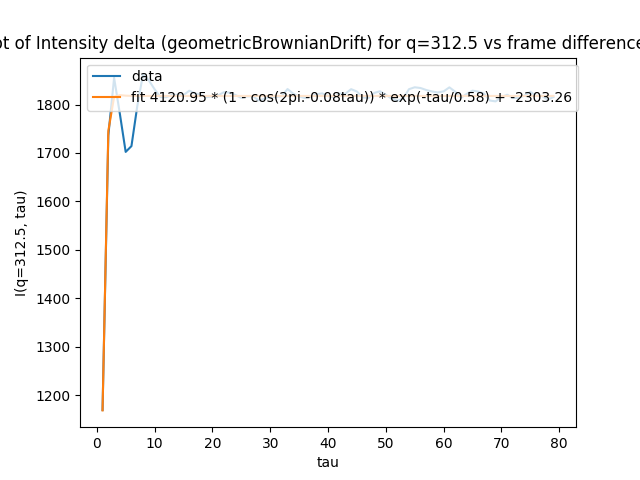 ot of Intensity delta (geometricBrownianDrift) for q=312.5 vs frame difference
data
fit 4120.95 * (1 - cos(2pi.-0.08tau)) * exp(-tau/0.58) + -2303.26
I(q=312.5, tau)
1800
1700
1600
1500
1400
1300
1200
0 10 20 30 40 50 60 70 80
tau